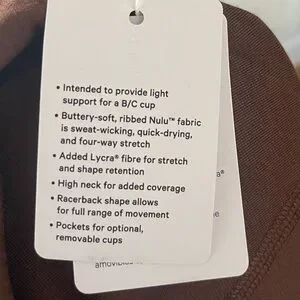 • Intended to provide light
support for a B/C cup
• Buttery-soft, ribbed Nulu™ fabric
is sweat-wicking, quick-drying,
and four-way stretch
• Added Lycra® fibre for stretch
and shape retention
• High neck for added coverage
• Racerback shape allows
for full range of movement
• Pockets for optional,
removable cups